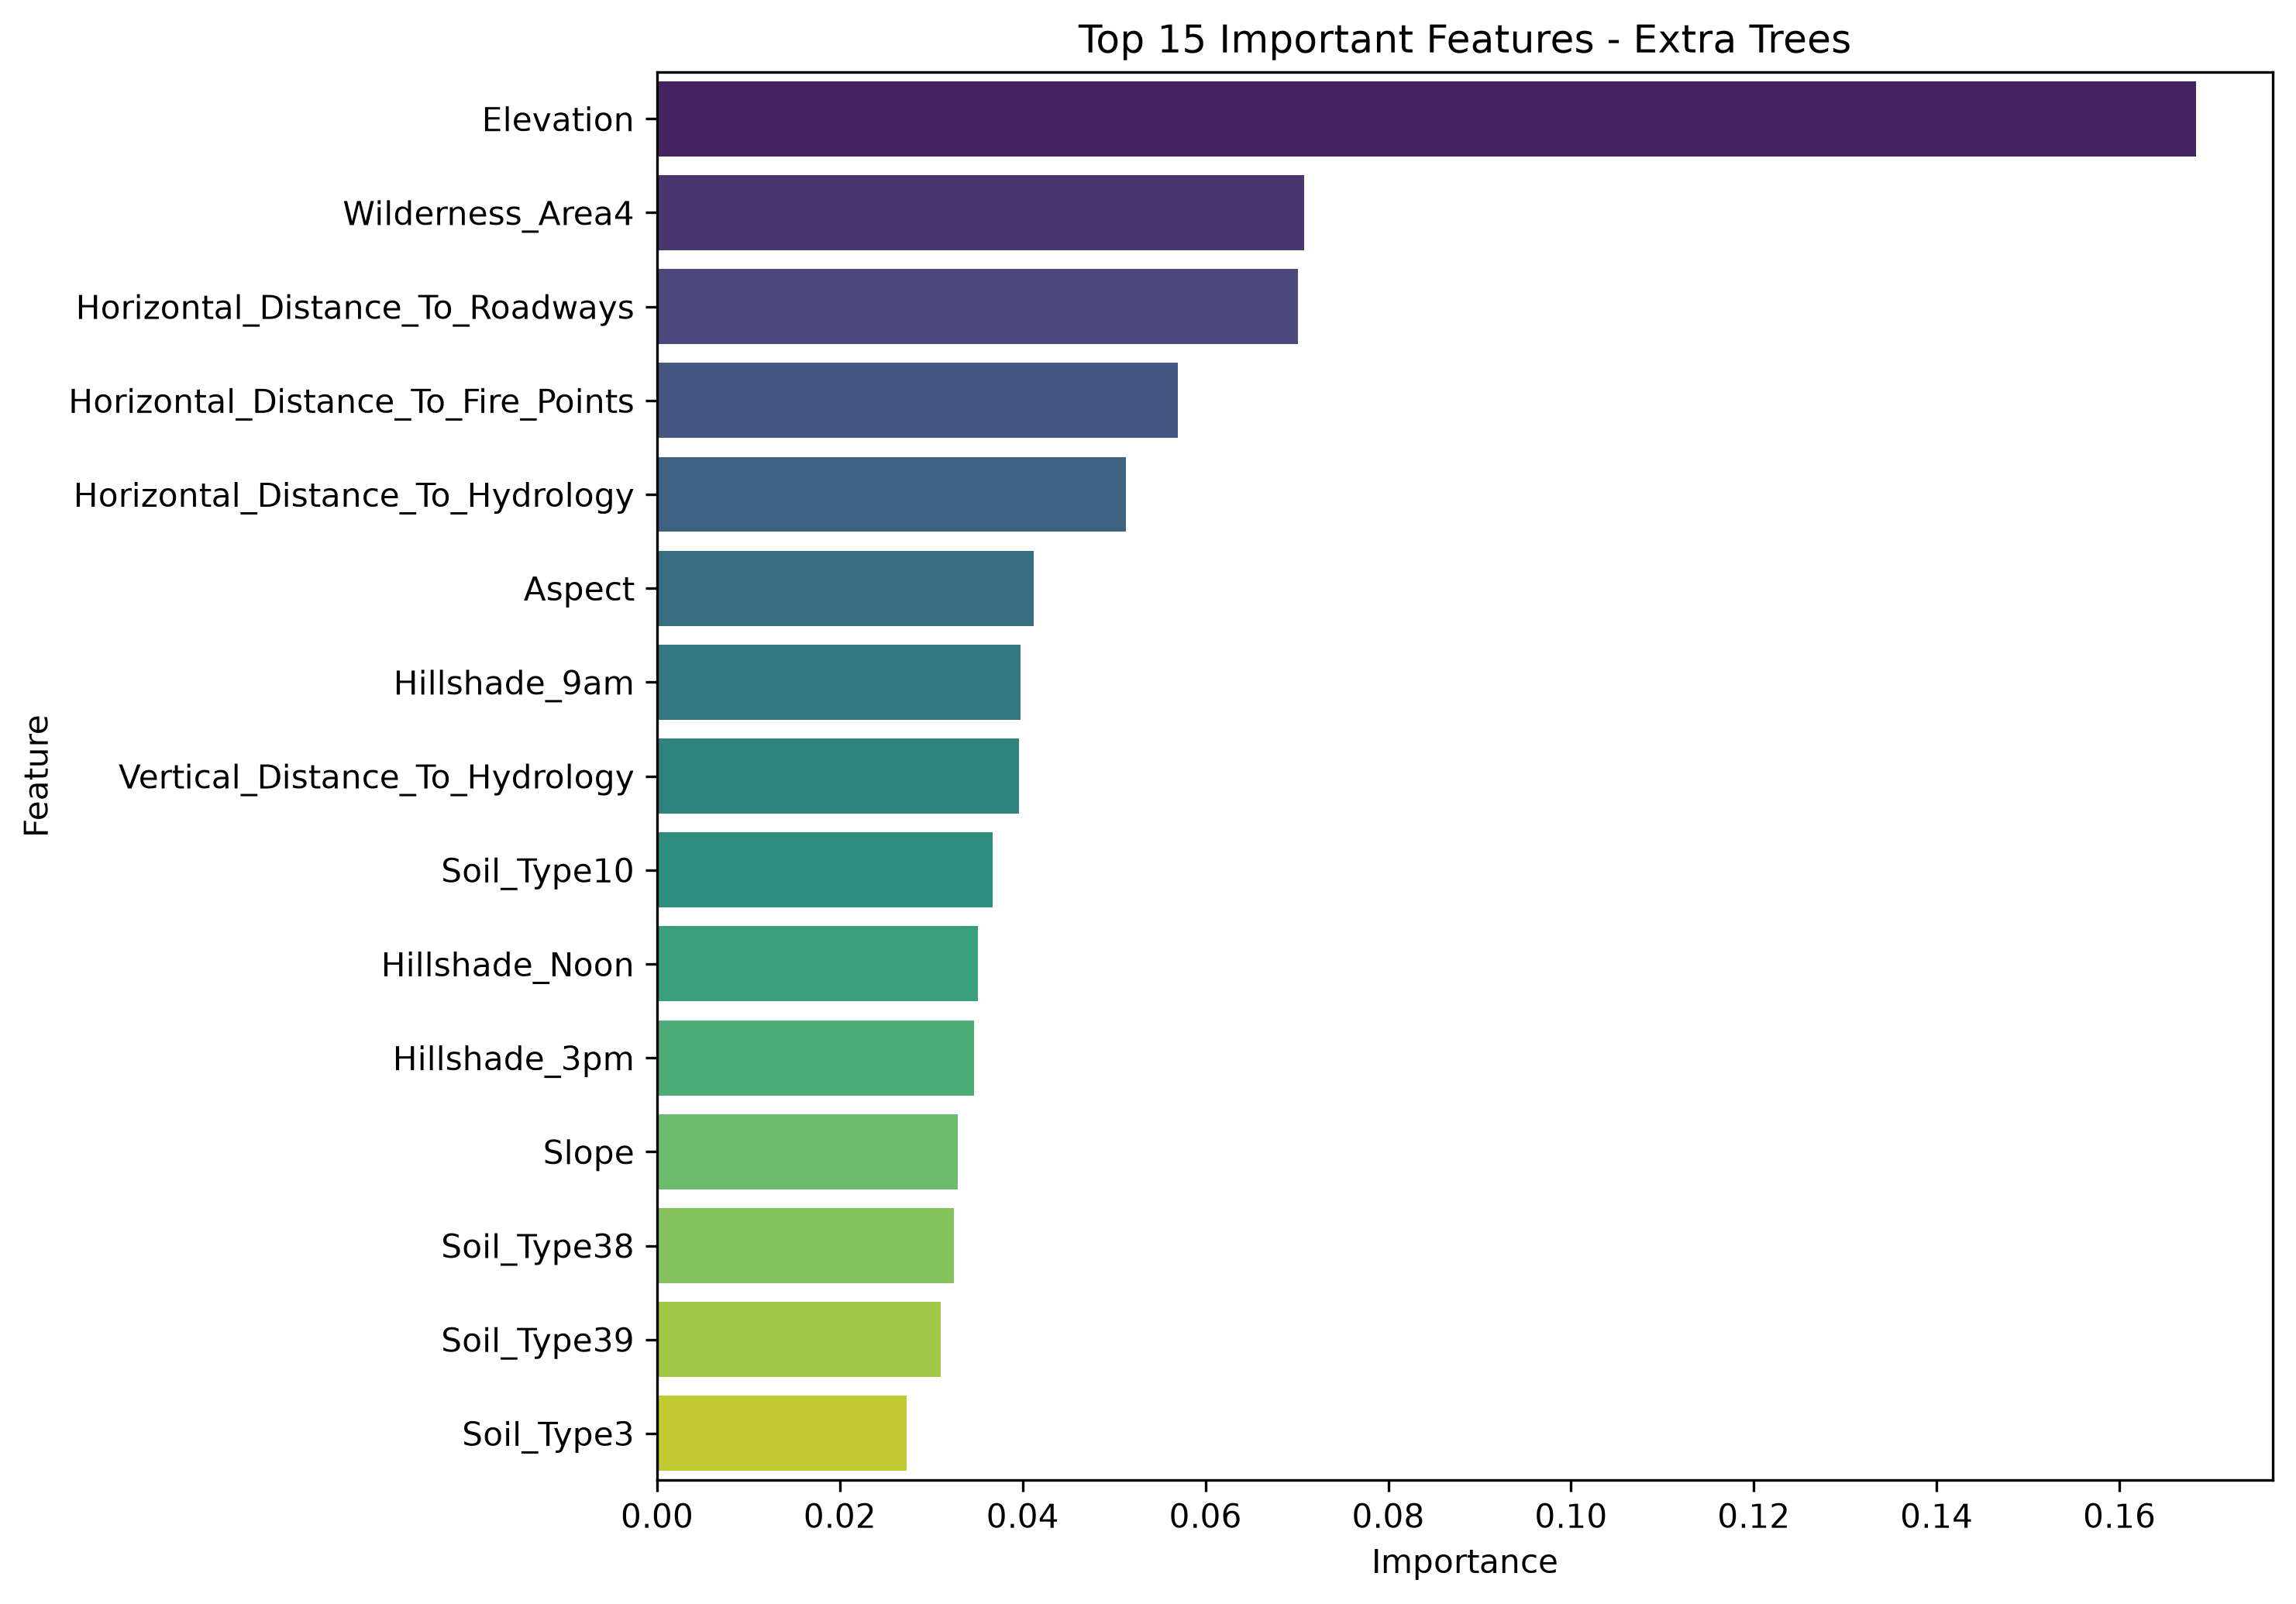 Top 15 Important Features - Extra Trees
Elevation
Wilderness_Area4
Horizontal_Distance_To_Roadways
Horizontal_Distance_To_Fire_Points
Horizontal_Distance_To_Hydrology
Aspect
Hillshade_9am
Vertical_Distance_To_Hydrology
Soil_Type10
Hillshade_Noon
Hillshade_3pm
Slope
Soil_Type38
Soil_Type39
Soil_Type3
Feature
0.00 0.02 0.04 0.06 0.08 0.10 0.12 0.14 0.16
Importance